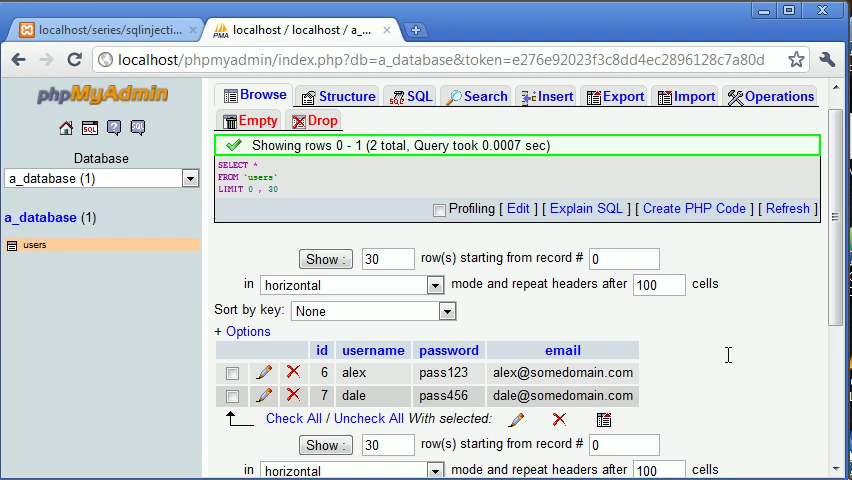 localhost/series/sqlinjecti...
localhost / localhost / a_...
localhost/phpmyadmin/index.php?db=a_database&token=e276e92023f3c8dd4ec2896128c7a80d
phpMyAdmin
SQL
Database
a_database (1)
a_database (1)
users
Browse Structure SQL Search Insert Export Import Operations
Empty Drop
Showing rows 0 - 1 (2 total, Query took 0.0007 sec)
SELECT *
FROM `users`
LIMIT 0 , 30
Profiling [ Edit ] [ Explain SQL ] [ Create PHP Code ] [ Refresh ]
Show : 30 row(s) starting from record # 0
in horizontal mode and repeat headers after 100 cells
Sort by key: None
+ Options
id username password email
6 alex pass123 alex@somedomain.com
7 dale pass456 dale@somedomain.com
Check All / Uncheck All With selected:
Show : 30 row(s) starting from record # 0
in horizontal mode and repeat headers after 100 cells